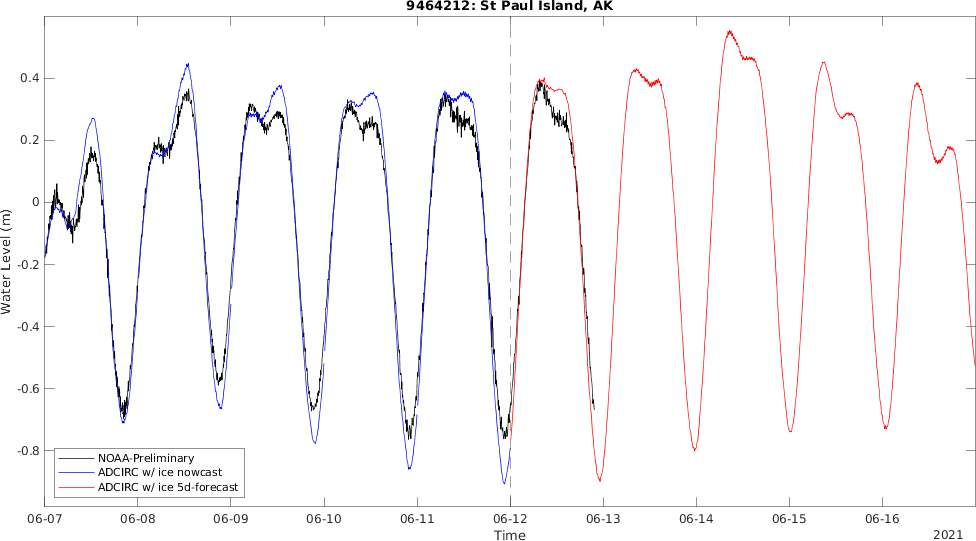 9464212: St Paul Island, AK
Water Level (m)
0.4
0.2
0
-0.2
-0.4
-0.6
-0.8
NOAA-Preliminary
ADCIRC w/ ice nowcast
ADCIRC w/ ice 5d-forecast
06-07 06-08 06-09 06-10 06-11 06-12 06-13 06-14 06-15 06-16
Time
2021